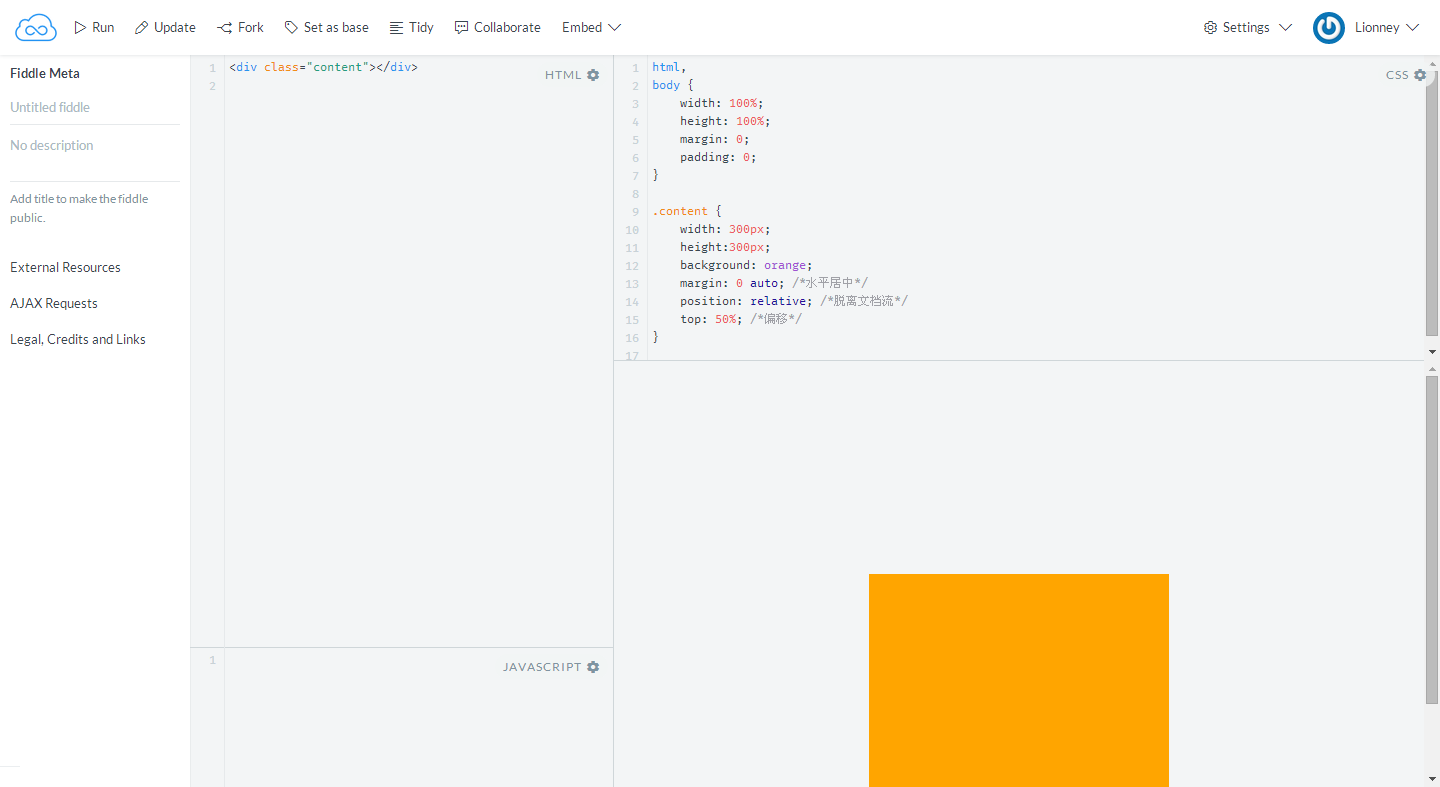 Run Update Fork Set as base Tidy Collaborate Embed Settings Lionney
Fiddle Meta
Untitled fiddle
No description
Add title to make the fiddle
public.
External Resources
AJAX Requests
Legal, Credits and Links
1 <div class="content"></div>
2
HTML
1
JAVASCRIPT
CSS
1 html,
2 body {
3 width: 100%;
4 height: 100%;
5 margin: 0;
6 padding: 0;
7 }
8
9 .content {
10 width: 300px;
11 height:300px;
12 background: orange;
13 margin: 0 auto; /*水平居中*/
14 position: relative; /*脱离文档流*/
15 top: 50%; /*偏移*/
16 }
17